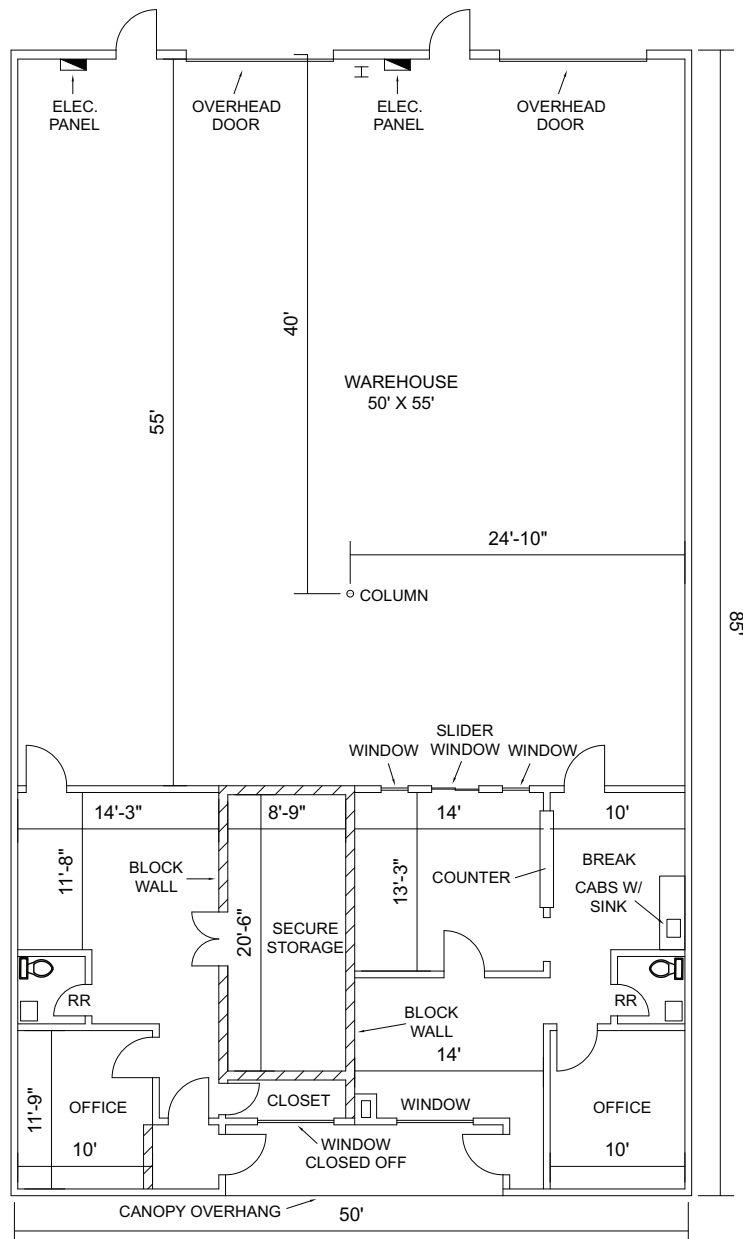 ELEC.
PANEL
OVERHEAD
DOOR
ELEC.
PANEL
OVERHEAD
DOOR
40'
55'
WAREHOUSE
50' X 55'
24'-10"
COLUMN
85'
WINDOW
SLIDER
WINDOW
WINDOW
14'-3"
8'-9"
14'
10'
11'-8"
BLOCK
WALL
20'-6"
SECURE
STORAGE
13'-3"
COUNTER
BREAK
CABS W/
SINK
RR
RR
BLOCK
WALL
14'
11'-9"
OFFICE
10'
CLOSET
WINDOW
OFFICE
10'
WINDOW
CLOSED OFF
CANOPY OVERHANG
50'